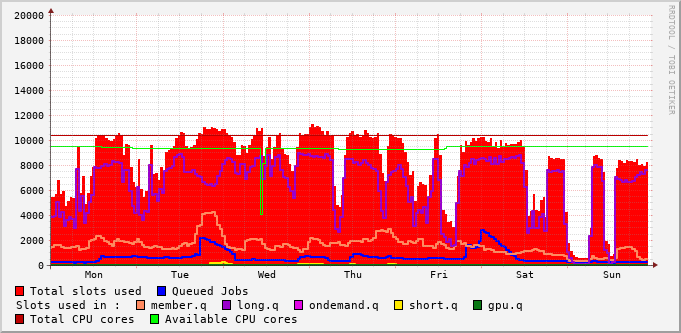 RRDTOOL / TOBI OETIKER
20000
18000
16000
14000
12000
10000
8000
6000
4000
2000
0
Mon Tue Wed Thu Fri Sat Sun
Total slots used Queued Jobs
Slots used in : member.q long.q ondemand.q short.q gpu.q
Total CPU cores Available CPU cores